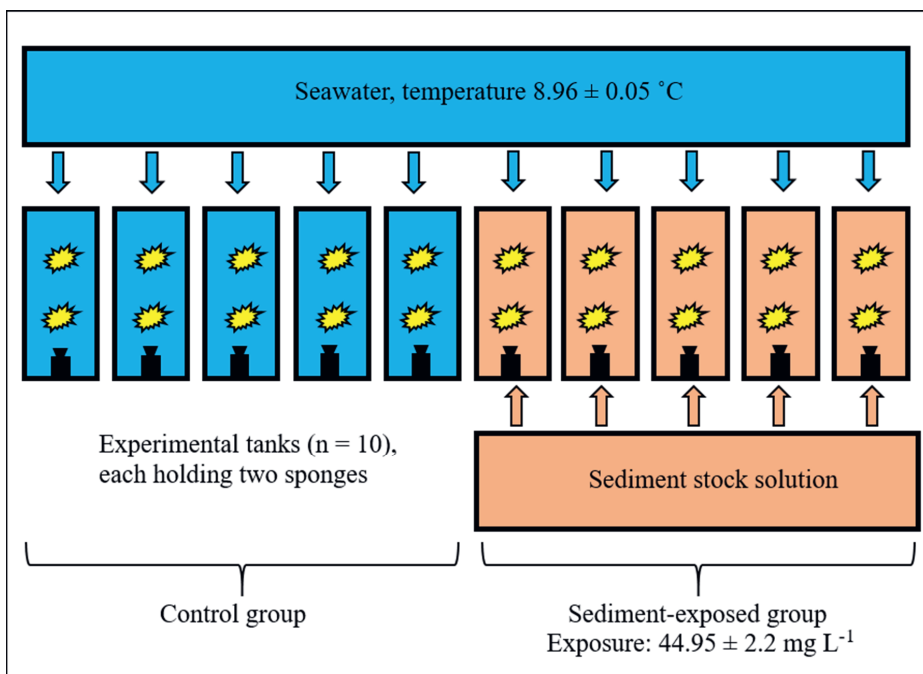 Seawater, temperature 8.96 ± 0.05 ˚C
Experimental tanks (n = 10),
each holding two sponges
Sediment stock solution
Control group
Sediment-exposed group
Exposure: 44.95 ± 2.2 mg L⁻¹